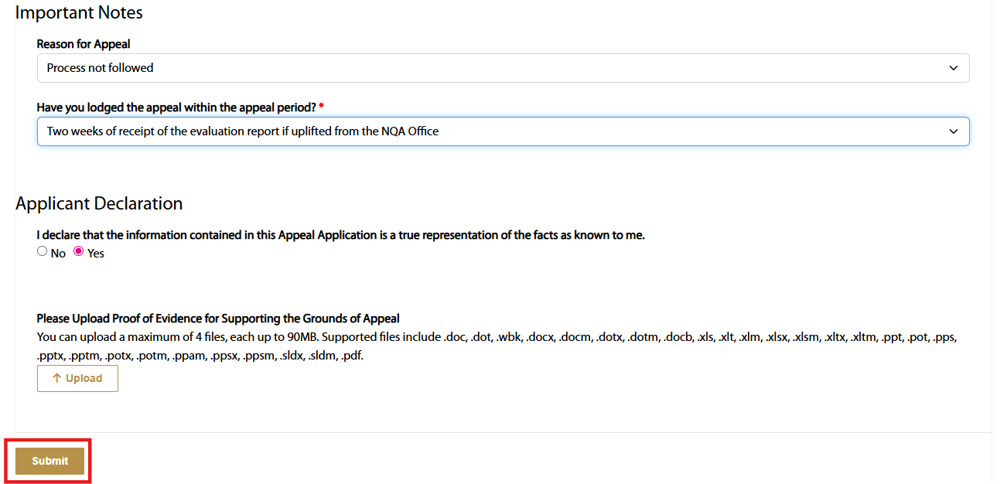 Important Notes
Reason for Appeal
Process not followed
Have you lodged the appeal within the appeal period? *
Two weeks of receipt of the evaluation report if uplifted from the NQA Office
Applicant Declaration
I declare that the information contained in this Appeal Application is a true representation of the facts as known to me.
No Yes
Please Upload Proof of Evidence for Supporting the Grounds of Appeal
You can upload a maximum of 4 files, each up to 90MB. Supported files include .doc, .dot, .wbk, .docx, .docm, .dotx, .dotm, .docb, .xls, .xlt, .xlm, .xlsx, .xlsm, .xltx, .xltm, .ppt, .pot, .pps,
.pptx, .pptm, .potx, .potm, .ppam, .ppsx, .ppsm, .sldx, .sldm, .pdf.
Upload
Submit